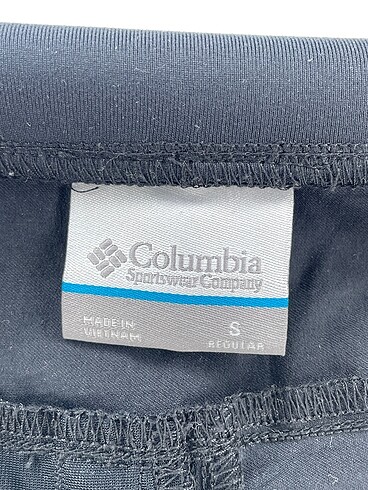 Columbia
Sportswear Company
MADE IN
VIETNAM
S
REGULAR